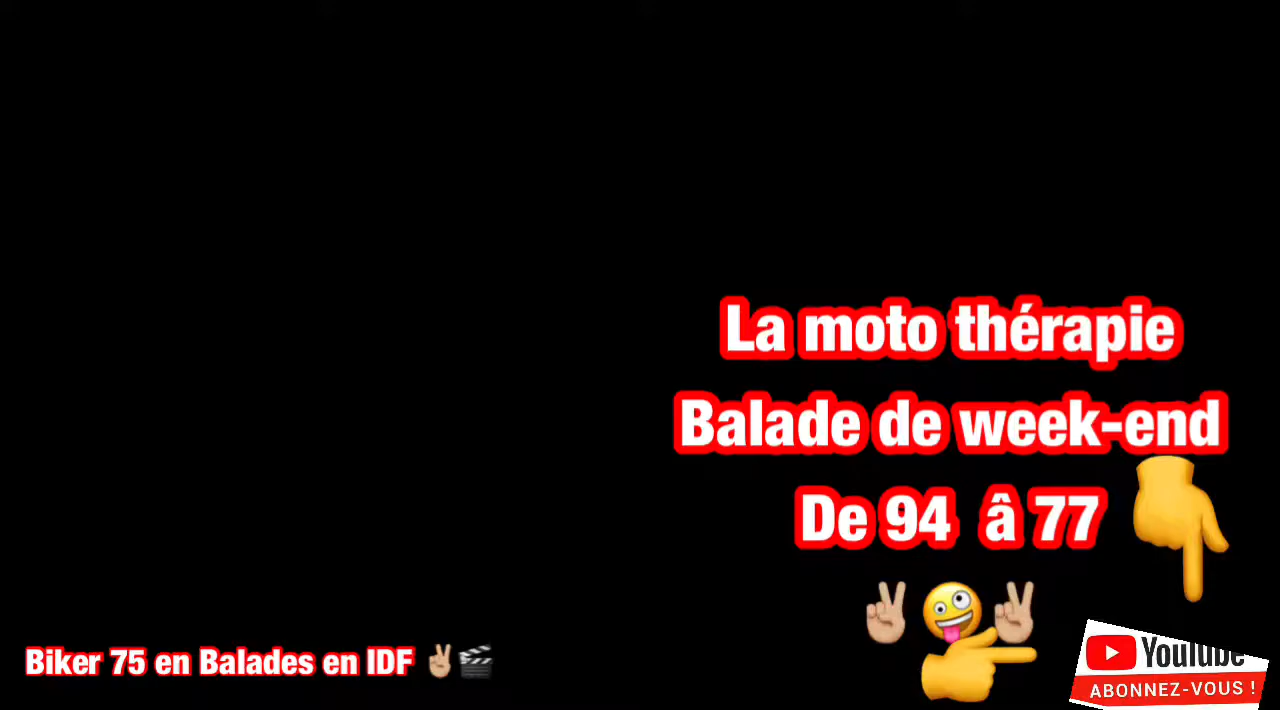 La moto thérapie
Balade de week-end
De 94 â 77
Biker 75 en Balades en IDF
YouTube
ABONNEZ-VOUS !